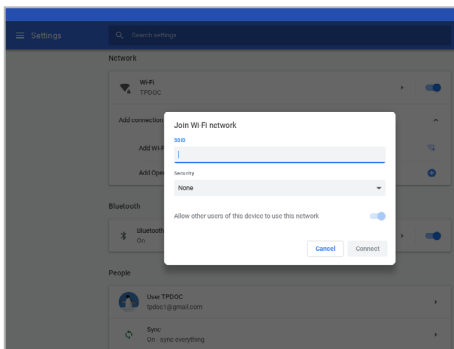 Settings
Search settings
Network
Wi-Fi
TPDOC
Add connection
Join Wi-Fi network
SSID
Add Wi-F
Security
None
Add Ope
Allow other users of this device to use this network
Bluetooth
Bluetooth
On
Cancel
Connect
People
User TPDOC
tpdoc1@gmail.com
Sync
On - sync everything